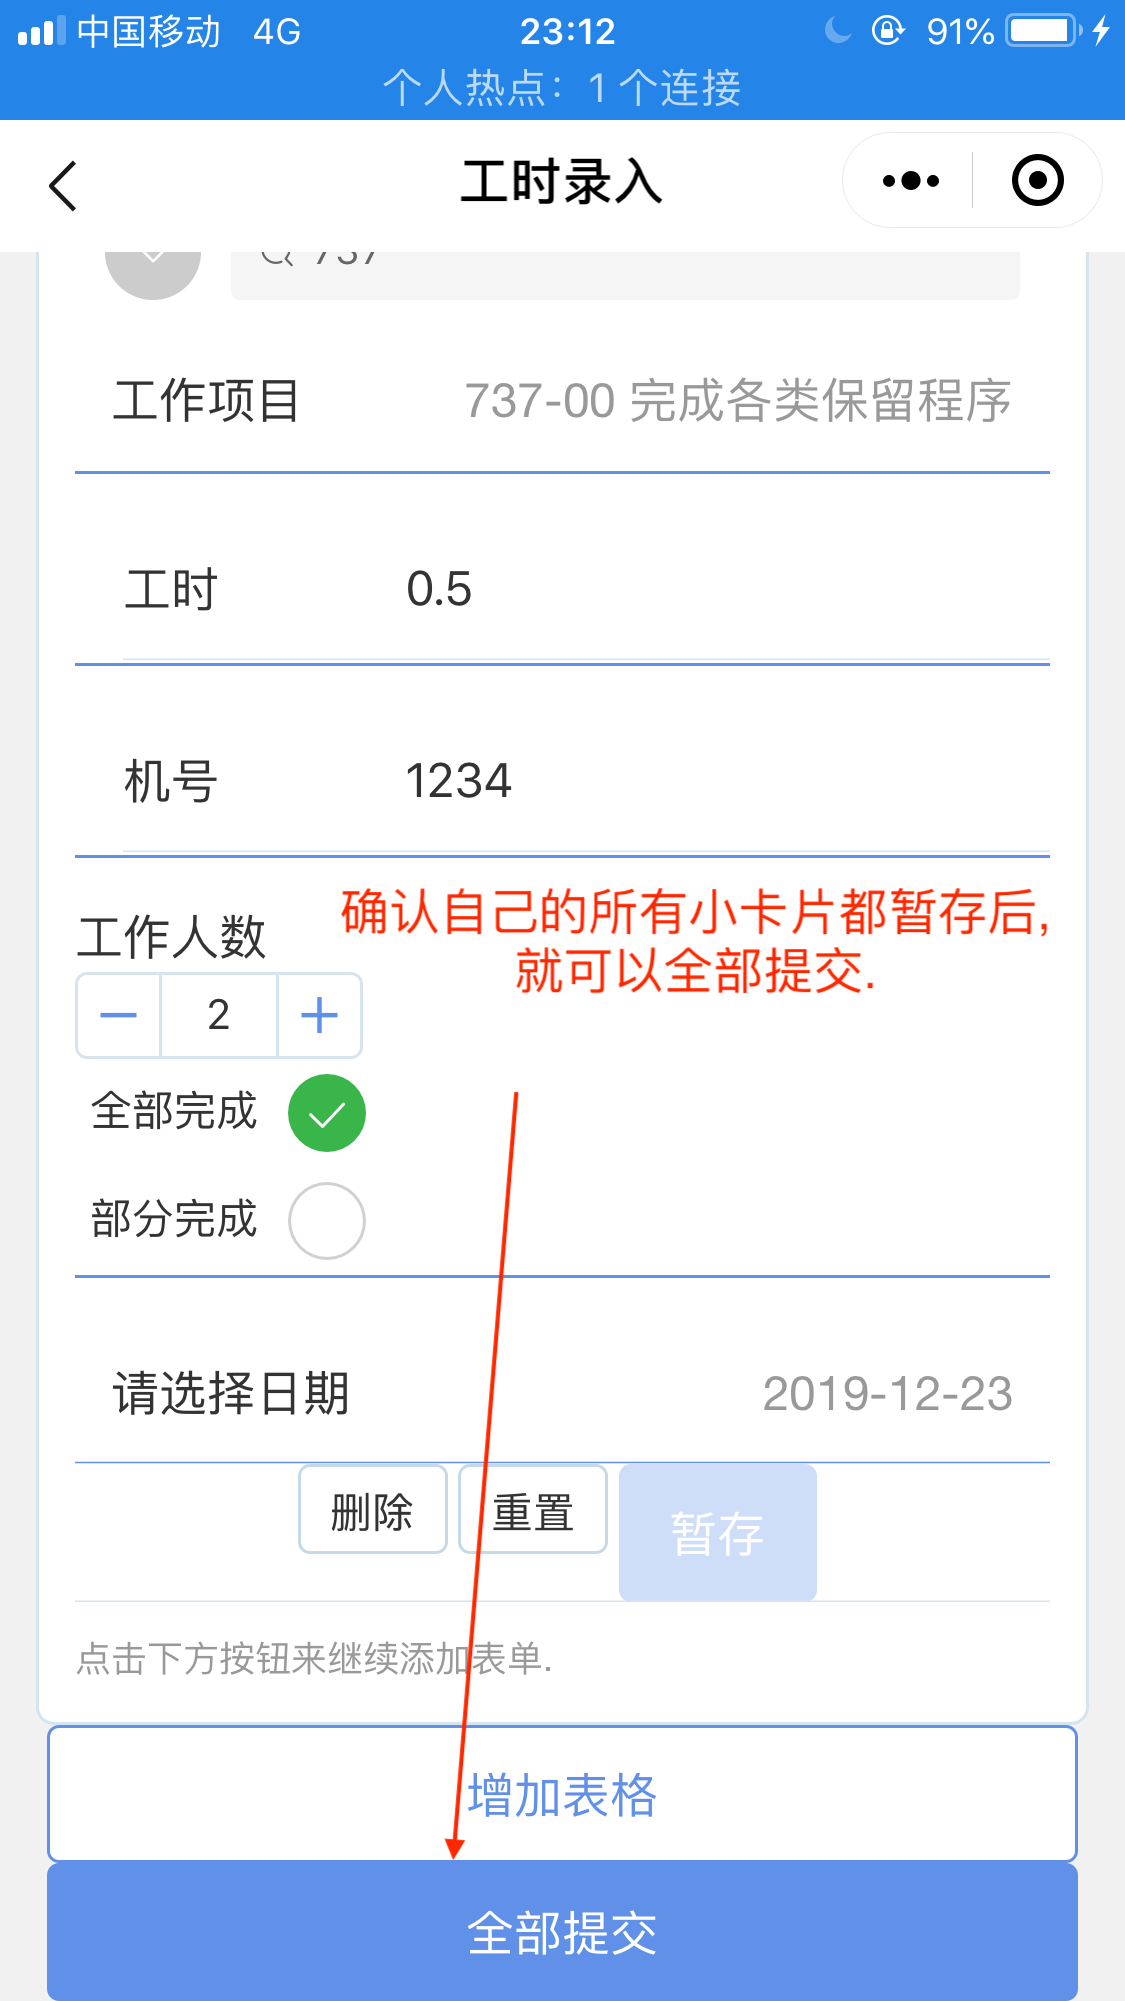 中国移动 4G 23:12 91%
个人热点：1 个连接
工时录入
737
工作项目 737-00 完成各类保留程序
工时 0.5
机号 1234
确认自己的所有小卡片都暂存后,
就可以全部提交.
工作人数
2
全部完成
部分完成
请选择日期 2019-12-23
删除 重置 暂存
点击下方按钮来继续添加表单.
增加表格
全部提交